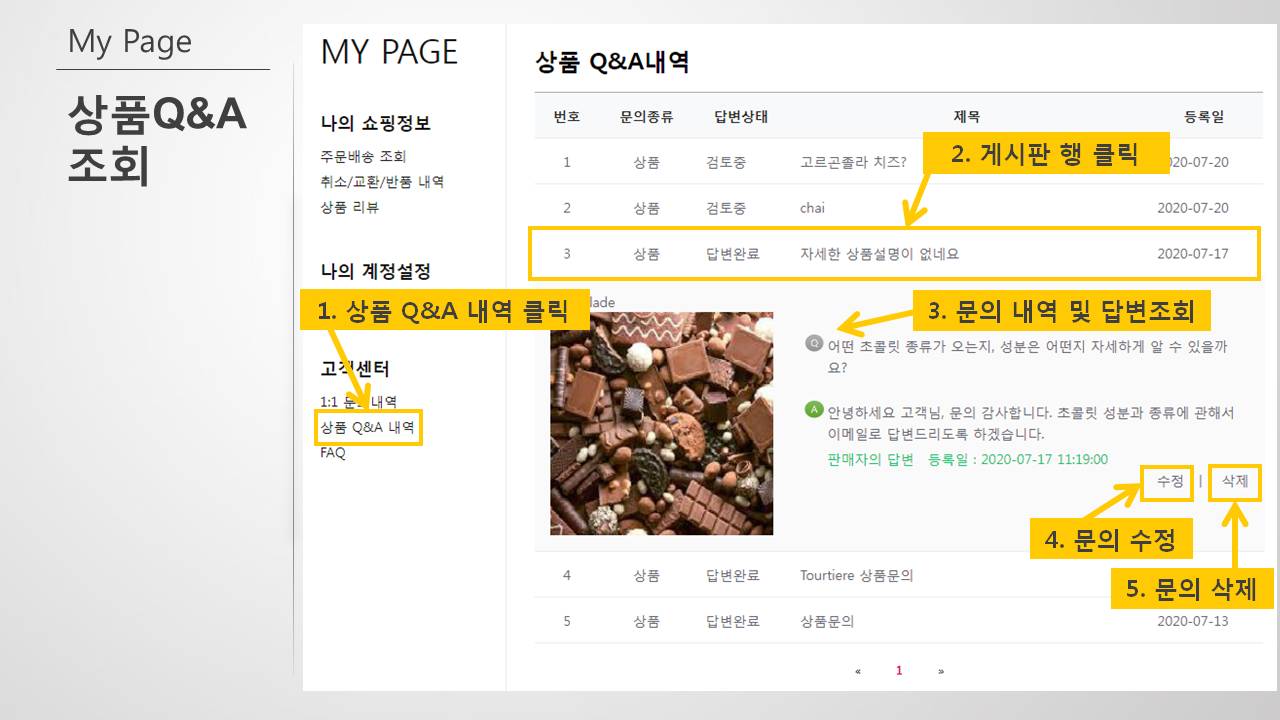 My Page
상품Q&A
조회
MY PAGE
나의 쇼핑정보
주문배송 조회
취소/교환/반품 내역
상품 리뷰
나의 계정설정
1. 상품 Q&A 내역 클릭
고객센터
1:1 문의내역
상품 Q&A 내역
FAQ
상품 Q&A내역
번호 문의종류 답변상태 제목 등록일
1 상품 검토중 고르곤졸라 치즈? 2020-07-20
2. 게시판 행 클릭
2 상품 검토중 chai 2020-07-20
3 상품 답변완료 자세한 상품설명이 없네요 2020-07-17
3. 문의 내역 및 답변조회
Q 어떤 초콜릿 종류가 오는지, 성분은 어떤지 자세하게 알 수 있을까
요?
A 안녕하세요 고객님, 문의 감사합니다. 초콜릿 성분과 종류에 관해서
이메일로 답변드리도록 하겠습니다.
판매자의 답변 등록일 : 2020-07-17 11:19:00
수정 | 삭제
4. 문의 수정
5. 문의 삭제
4 상품 답변완료 Tourtiere 상품문의
5 상품 답변완료 상품문의 2020-07-13
« 1 »